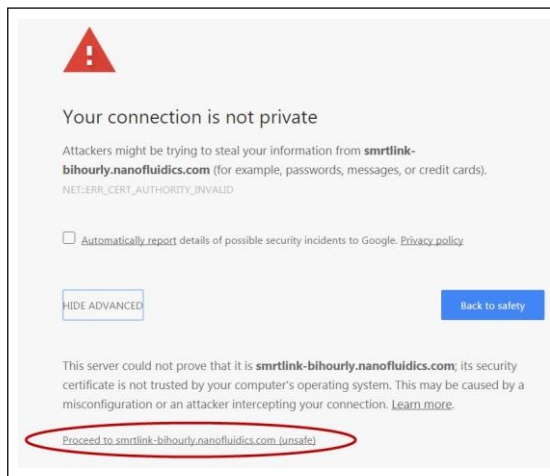 Your connection is not private
Attackers might be trying to steal your information from smrtlink-
bihourly.nanofluidics.com (for example, passwords, messages, or credit cards).
NET::ERR_CERT_AUTHORITY_INVALID
Automatically report details of possible security incidents to Google. Privacy policy
HIDE ADVANCED
Back to safety
This server could not prove that it is smrtlink-bihourly.nanofluidics.com; its security
certificate is not trusted by your computer's operating system. This may be caused by a
misconfiguration or an attacker intercepting your connection. Learn more.
Proceed to smrtlink-bihourly.nanofluidics.com (unsafe)